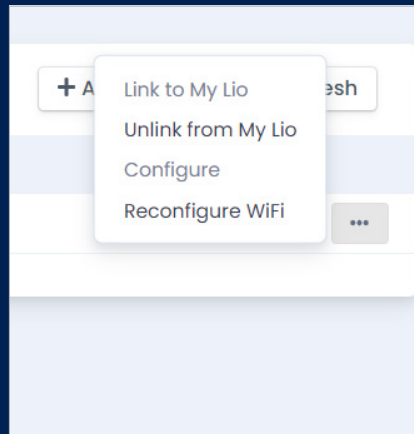 + A
esh
Link to My Lio
Unlink from My Lio
Configure
Reconfigure WiFi
...